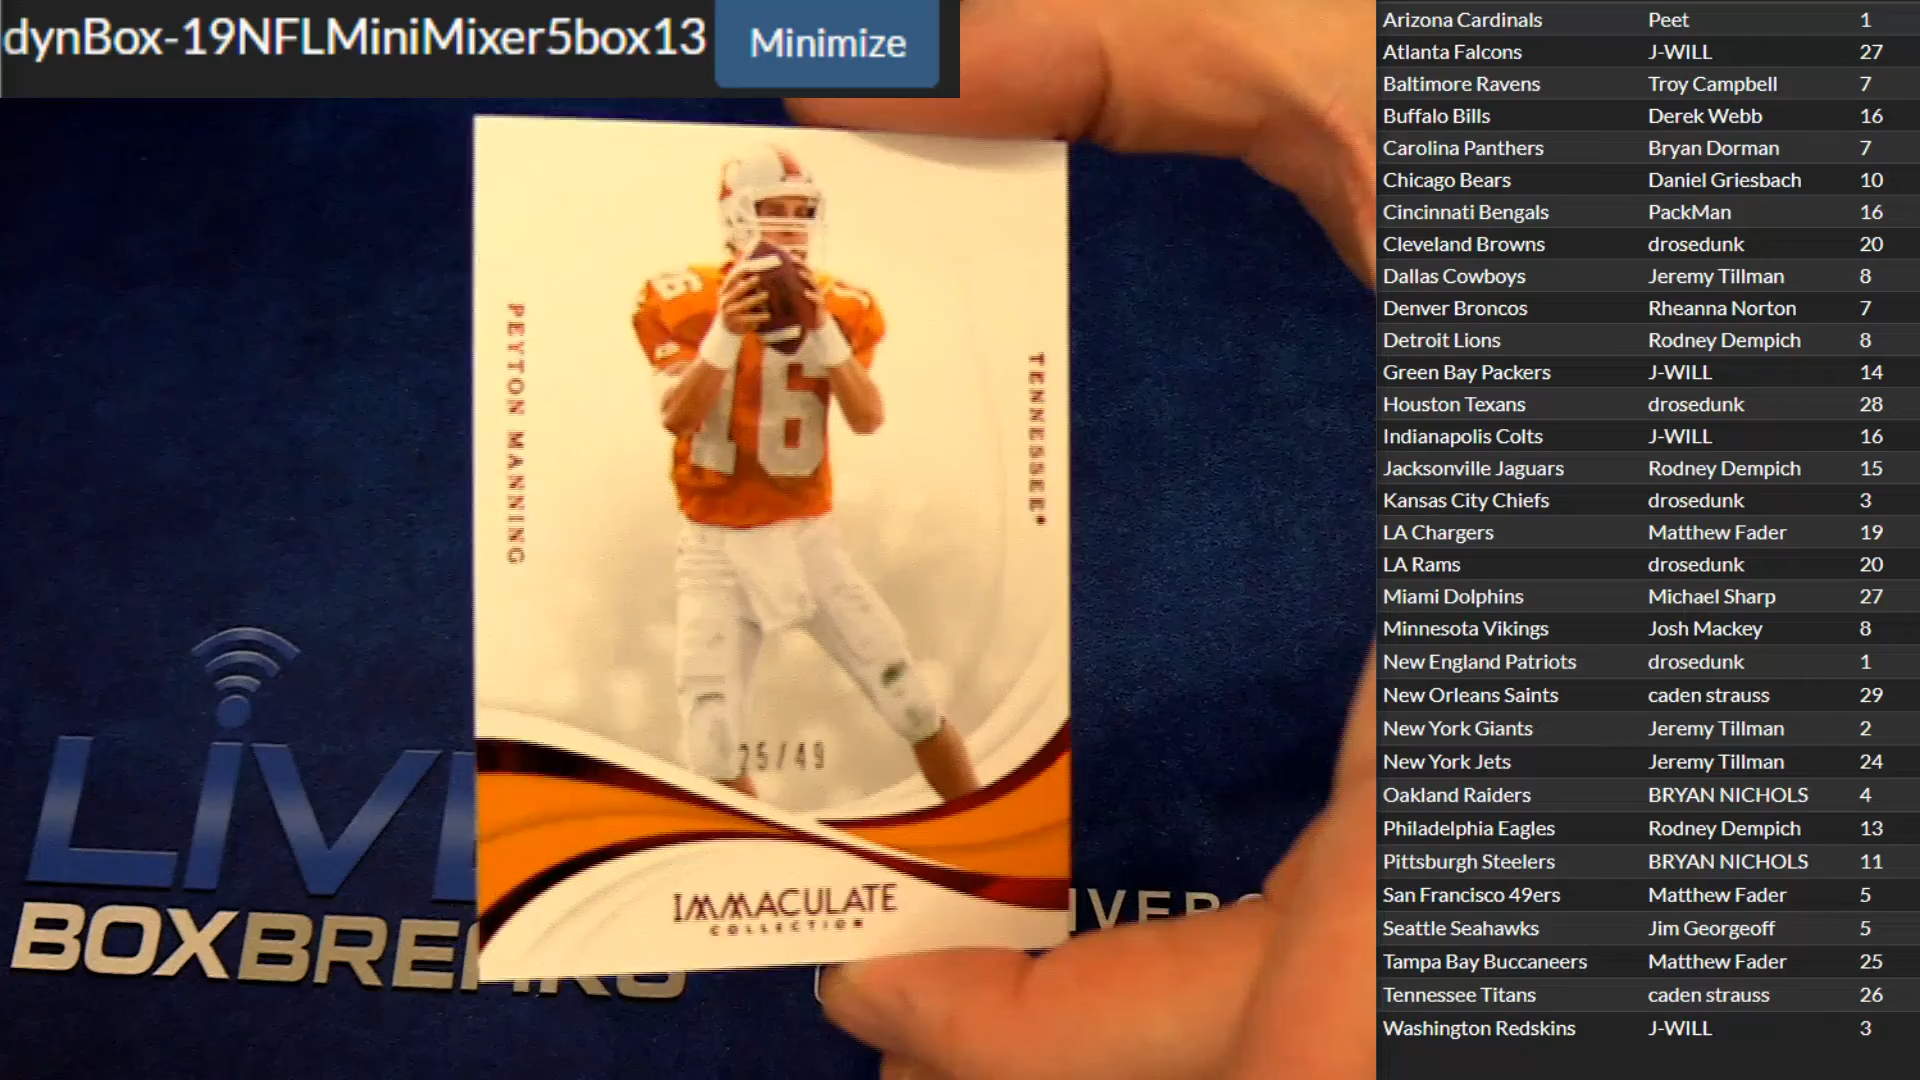 dynBox-19NFLMiniMixer5box13
Minimize
PEYTON MANNING
TENNESSEE
16
16
25/49
IMMACULATE
COLLECTION
LIV
BOXBRE
IVERS
Arizona Cardinals Peet 1
Atlanta Falcons J-WILL 27
Baltimore Ravens Troy Campbell 7
Buffalo Bills Derek Webb 16
Carolina Panthers Bryan Dorman 7
Chicago Bears Daniel Griesbach 10
Cincinnati Bengals PackMan 16
Cleveland Browns drosedunk 20
Dallas Cowboys Jeremy Tillman 8
Denver Broncos Rheanna Norton 7
Detroit Lions Rodney Dempich 8
Green Bay Packers J-WILL 14
Houston Texans drosedunk 28
Indianapolis Colts J-WILL 16
Jacksonville Jaguars Rodney Dempich 15
Kansas City Chiefs drosedunk 3
LA Chargers Matthew Fader 19
LA Rams drosedunk 20
Miami Dolphins Michael Sharp 27
Minnesota Vikings Josh Mackey 8
New England Patriots drosedunk 1
New Orleans Saints caden strauss 29
New York Giants Jeremy Tillman 2
New York Jets Jeremy Tillman 24
Oakland Raiders BRYAN NICHOLS 4
Philadelphia Eagles Rodney Dempich 13
Pittsburgh Steelers BRYAN NICHOLS 11
San Francisco 49ers Matthew Fader 5
Seattle Seahawks Jim Georgeoff 5
Tampa Bay Buccaneers Matthew Fader 25
Tennessee Titans caden strauss 26
Washington Redskins J-WILL 3